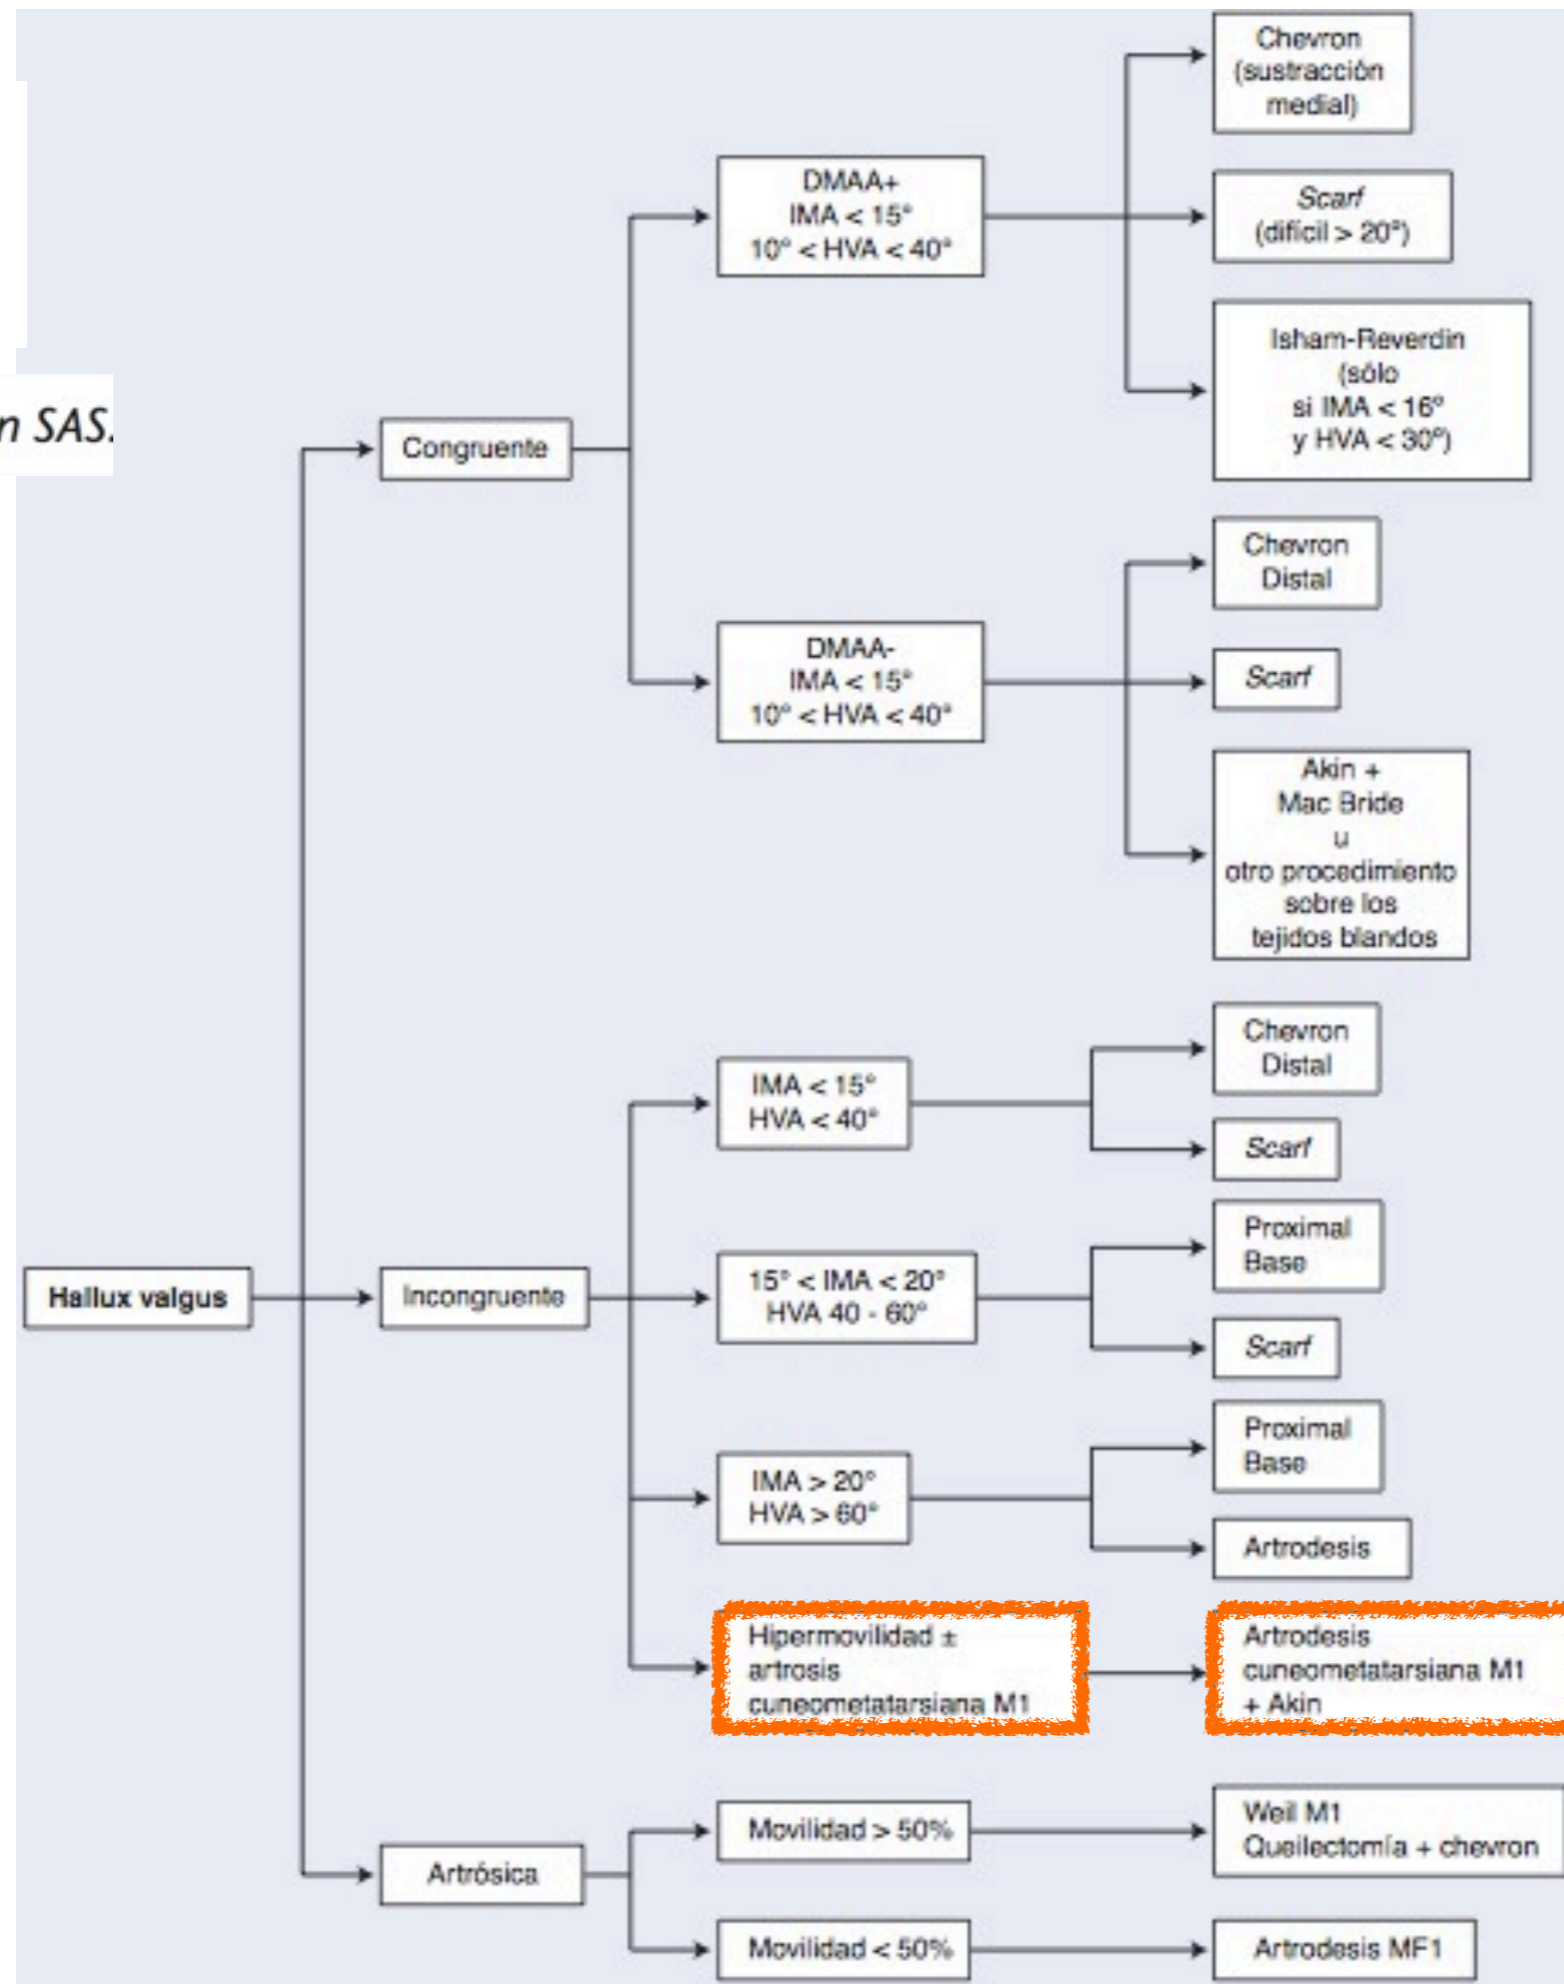 Chevron
(sustracción
medial)
DMAA+
IMA < 15°
10° < HVA < 40°
Scarf
(difícil > 20°)
Isham-Reverdin
(sólo
si IMA < 16°
y HVA < 30°)
n SAS.
Congruente
Chevron
Distal
DMAA-
IMA < 15°
10° < HVA < 40°
Scarf
Akin +
Mac Bride
u
otro procedimiento
sobre los
tejidos blandos
Chevron
Distal
IMA < 15°
HVA < 40°
Scarf
Proximal
Base
Hallux valgus
Incongruente
15° < IMA < 20°
HVA 40 - 60°
Scarf
Proximal
Base
IMA > 20°
HVA > 60°
Artrodesis
Hipermovilidad ±
artrosis
cuneometatarsiana M1
Artrodesis
cuneometatarsiana M1
+ Akin
Movilidad > 50%
Weil M1
Queilectomía + chevron
Artrósica
Movilidad < 50%
Artrodesis MF1